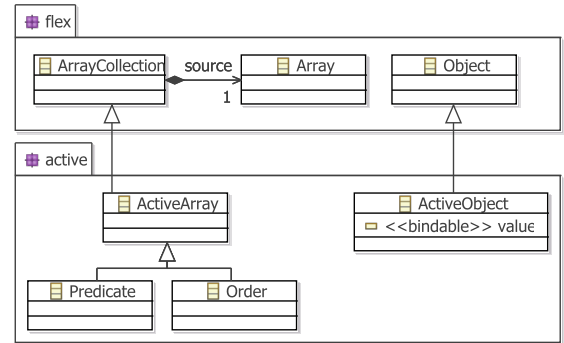 flex
ArrayCollection
source
1
Array
Object
active
ActiveArray
ActiveObject
<<bindable>> value
Predicate
Order